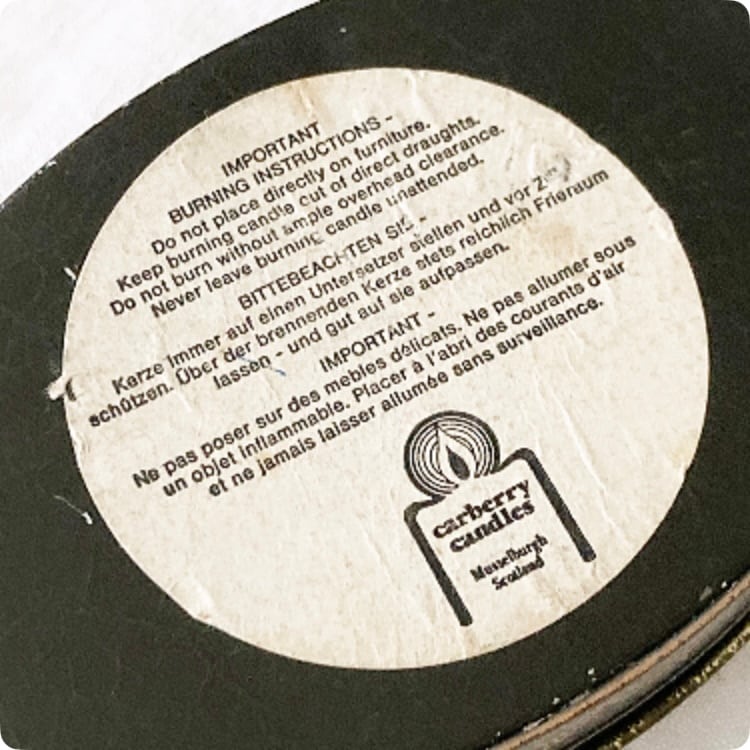 IMPORTANT
BURNING INSTRUCTIONS -
Do not place directly on furniture.
Keep burning candle out of direct draughts.
Do not burn without ample overhead clearance.
Never leave burning candle unattended.
BITTEBEACHTEN SIE -
Kerze immer auf einen Untersetzer stellen und vor
schützen. Über der brennenden Kerze stets reichlich Frieraum
lassen - und gut auf sie aufpassen.
IMPORTANT -
Ne pas poser sur des mebles délicats. Ne pas allumer sous
un objet inflammable. Placer à l'abri des courants d'air
et ne jamais laisser allumée sans surveillance.
carberry
candles
Musselburgh
Scotland